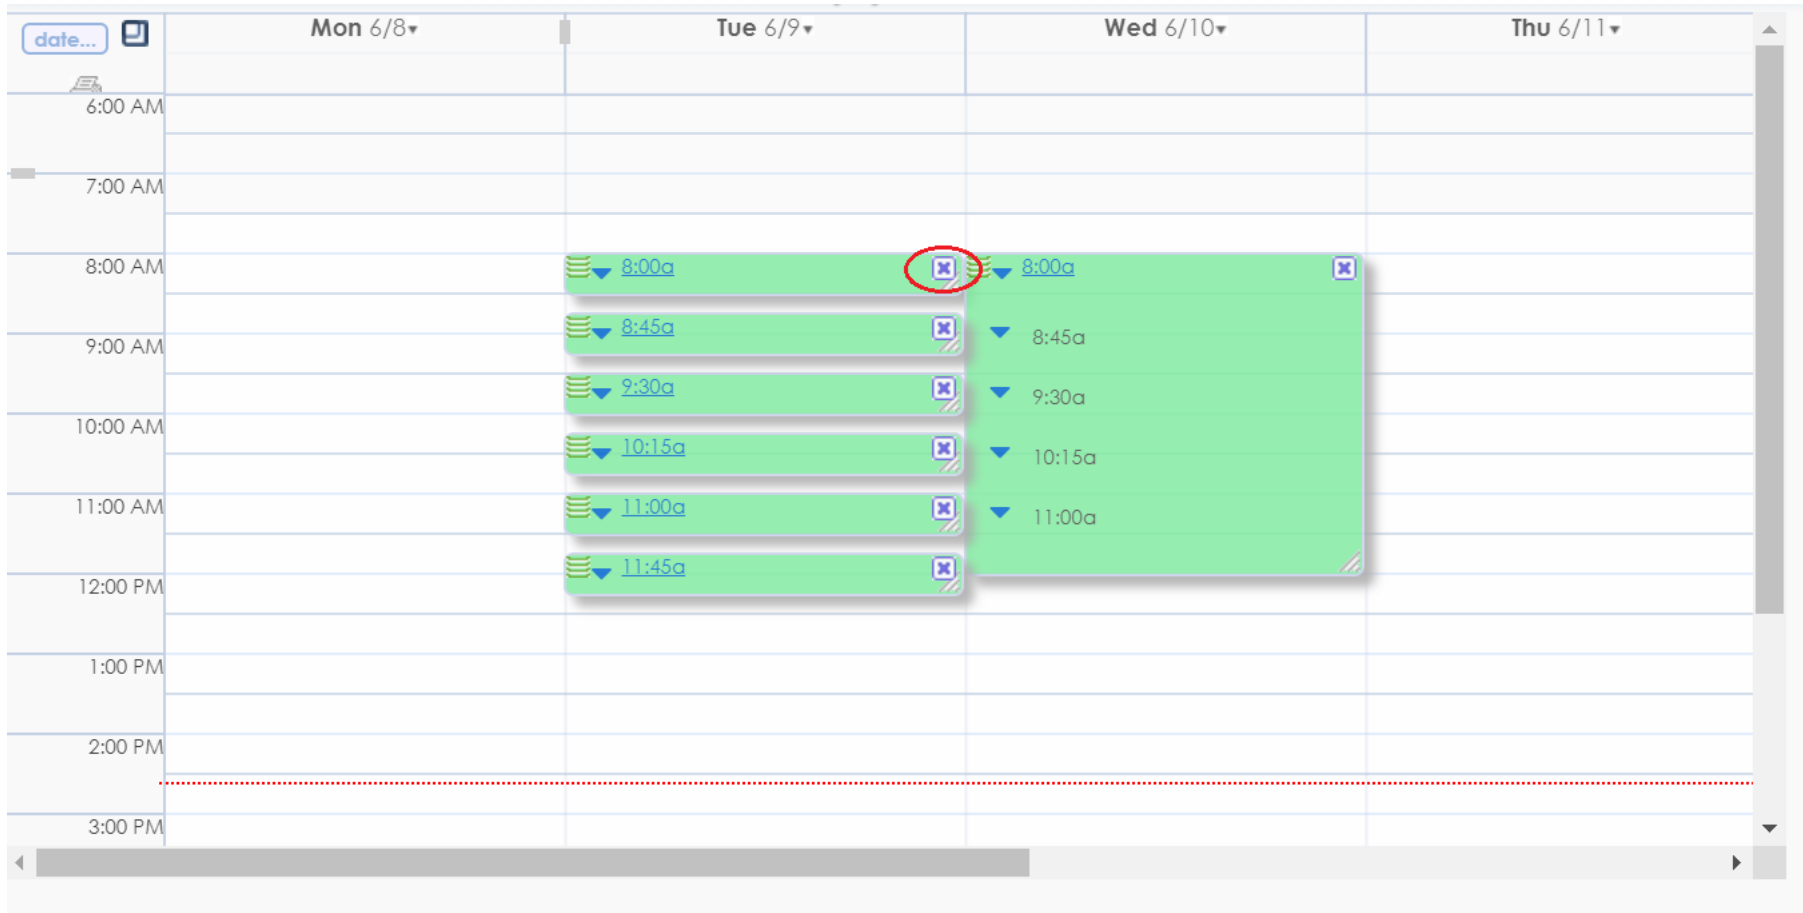 date...
Mon 6/8
Tue 6/9
Wed 6/10
Thu 6/11
6:00 AM
7:00 AM
8:00 AM
8:00a
8:00a
8:45a
8:45a
9:00 AM
9:30a
9:30a
10:00 AM
10:15a
10:15a
11:00 AM
11:00a
11:00a
11:45a
12:00 PM
1:00 PM
2:00 PM
3:00 PM